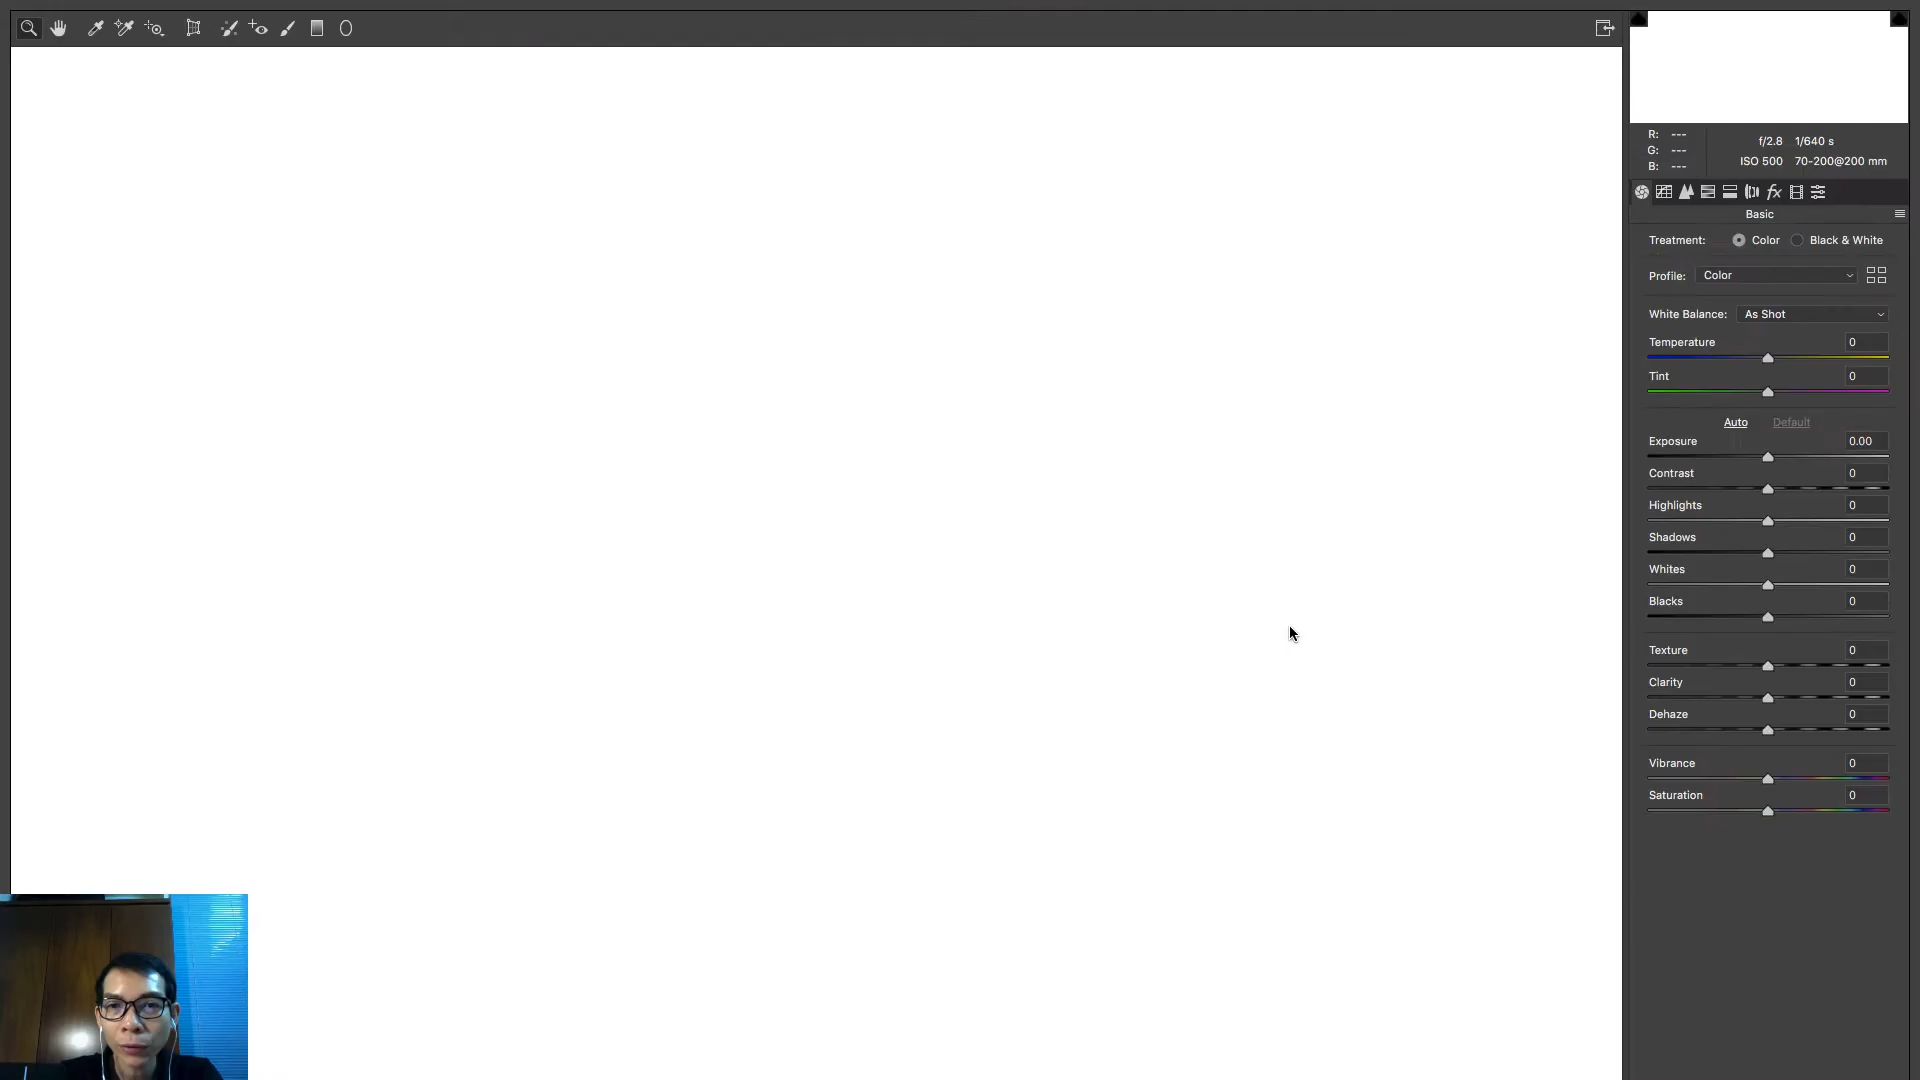 R: ---
G: ---
B: ---
f/2.8 1/640 s
ISO 500 70-200@200 mm
fx
Basic
Treatment: Color Black & White
Profile: Color
White Balance: As Shot
Temperature 0
Tint 0
Auto Default
Exposure 0.00
Contrast 0
Highlights 0
Shadows 0
Whites 0
Blacks 0
Texture 0
Clarity 0
Dehaze 0
Vibrance 0
Saturation 0